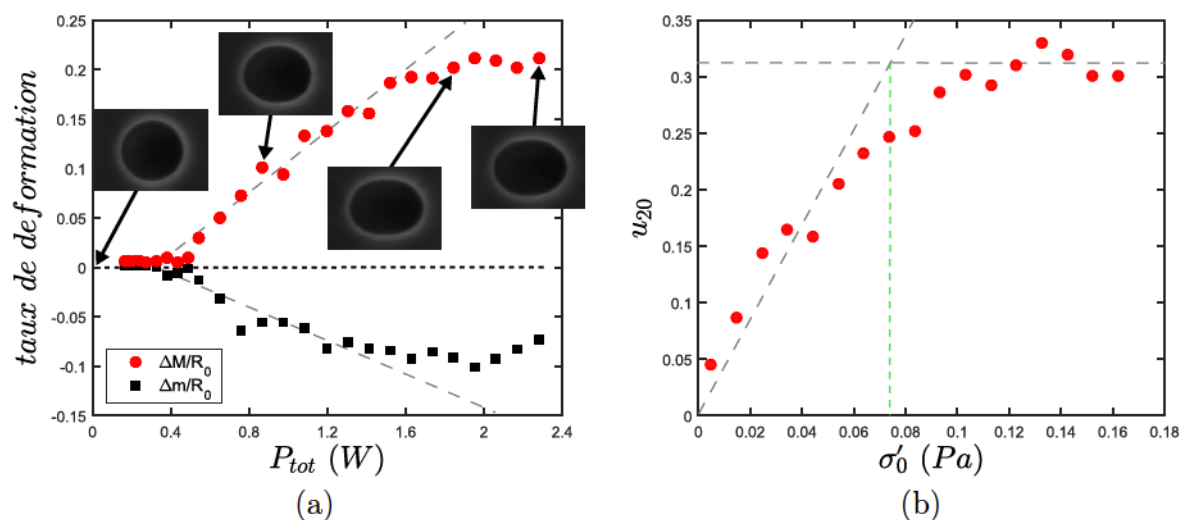 0.25
0.2
0.15
0.1
0.05
0
-0.05
-0.1
-0.15
taux de deformation
ΔM/R₀
Δm/R₀
0 0.4 0.8 1.2 1.6 2 2.4
P_tot (W)
(a)
0.35
0.3
0.25
0.2
0.15
0.1
0.05
0
u₂₀
0 0.02 0.04 0.06 0.08 0.1 0.12 0.14 0.16 0.18
σ′₀ (Pa)
(b)